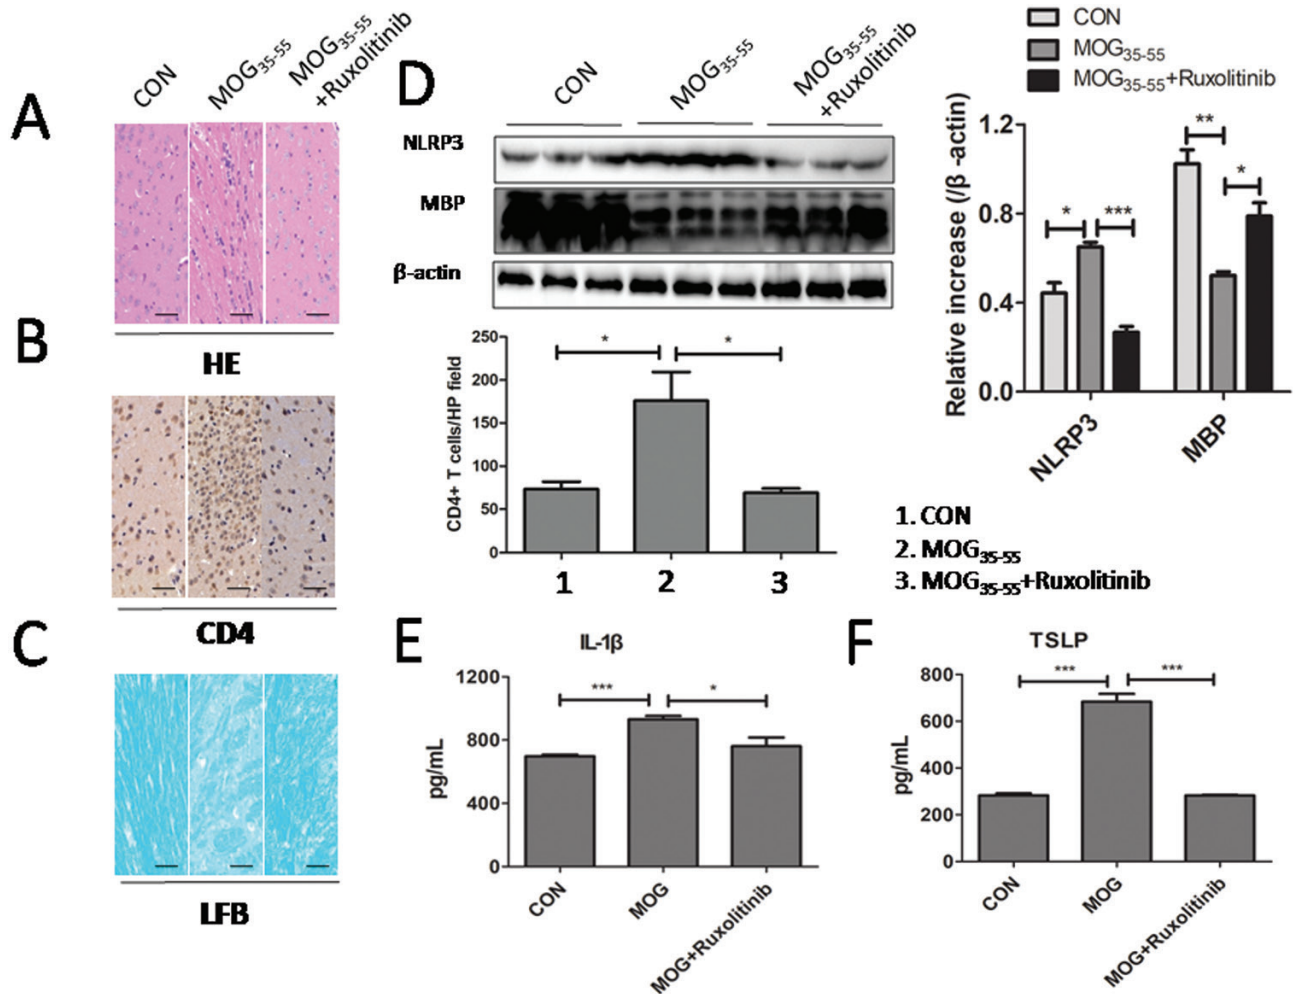 A
CON
MOG35-55
MOG35-55
+Ruxolitinib
HE
B
CD4
C
LFB
D
CON
MOG35-55
MOG35-55
+Ruxolitinib
NLRP3
MBP
β-actin
CON
MOG35-55
MOG35-55+Ruxolitinib
Relative increase (/β -actin)
1.2
0.8
0.4
0.0
*
***
**
*
NLRP3
MBP
CD4+ T cells/HP field
250
200
150
100
50
0
*
*
1
2
3
1. CON
2. MOG35-55
3. MOG35-55+Ruxolitinib
E
IL-1β
pg/mL
1200
800
400
0
***
*
CON
MOG
MOG+Ruxolitinib
F
TSLP
pg/mL
800
600
400
200
0
***
***
CON
MOG
MOG+Ruxolitinib